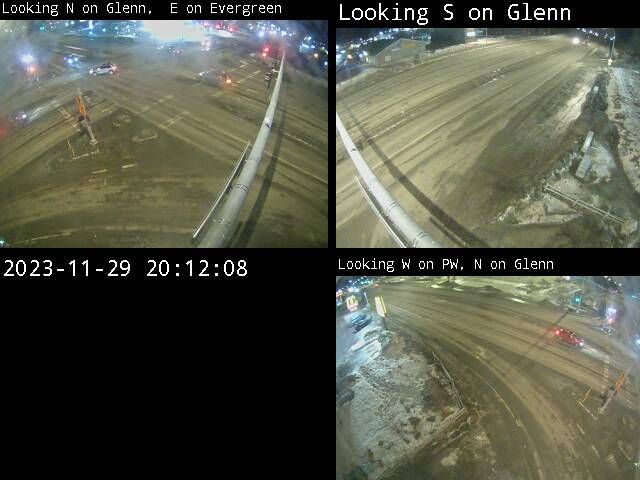 Looking N on Glenn,  E on Evergreen
Looking S on Glenn
2023-11-29 20:12:08
Looking W on PW, N on Glenn